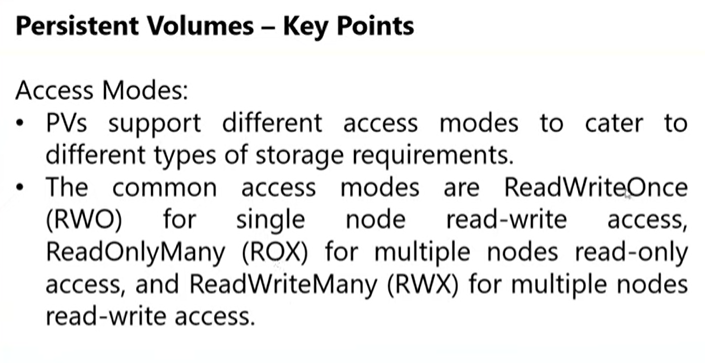 Persistent Volumes – Key Points
Access Modes:
• PVs support different access modes to cater to
different types of storage requirements.
• The common access modes are ReadWriteOnce
(RWO) for single node read-write access,
ReadOnlyMany (ROX) for multiple nodes read-only
access, and ReadWriteMany (RWX) for multiple nodes
read-write access.